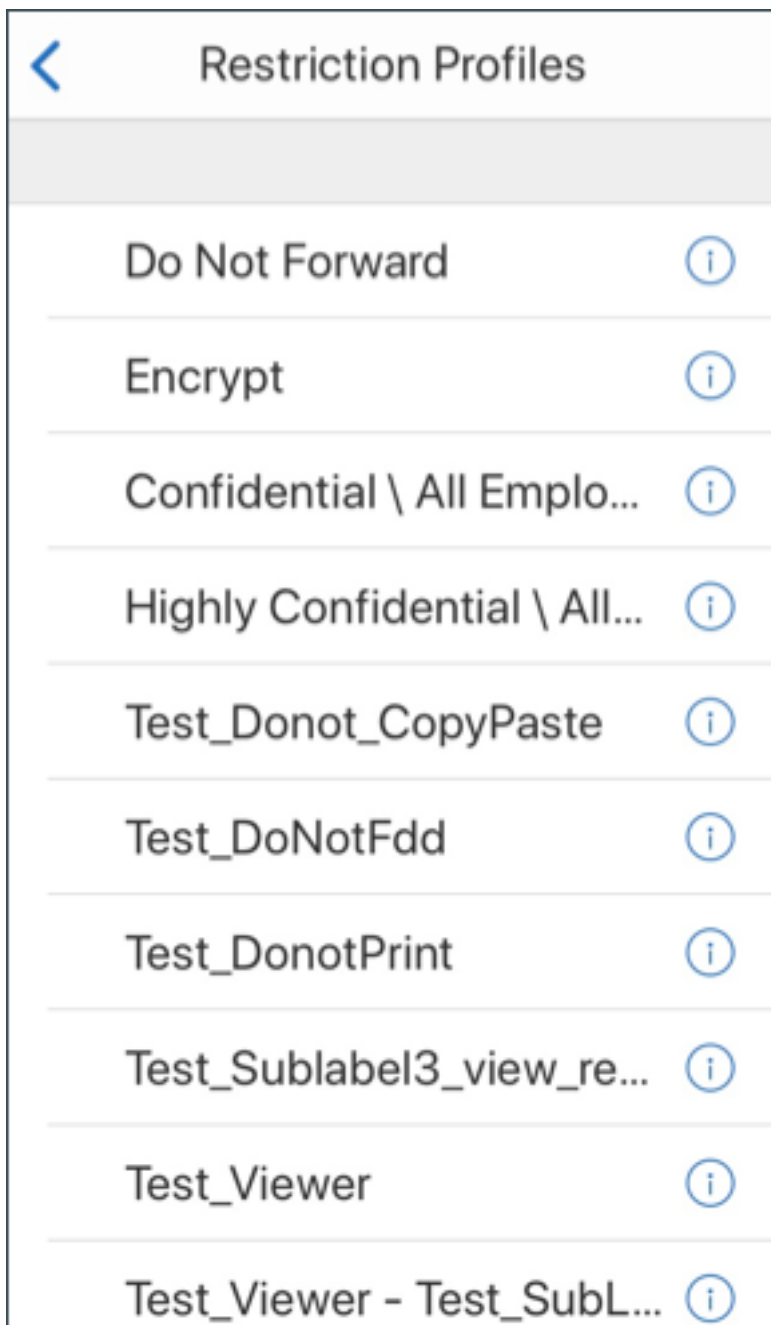 Restriction Profiles
Do Not Forward
Encrypt
Confidential \ All Emplo...
Highly Confidential \ All...
Test_Donot_CopyPaste
Test_DoNotFdd
Test_DonotPrint
Test_Sublabel3_view_re...
Test_Viewer
Test_Viewer - Test_SubL...